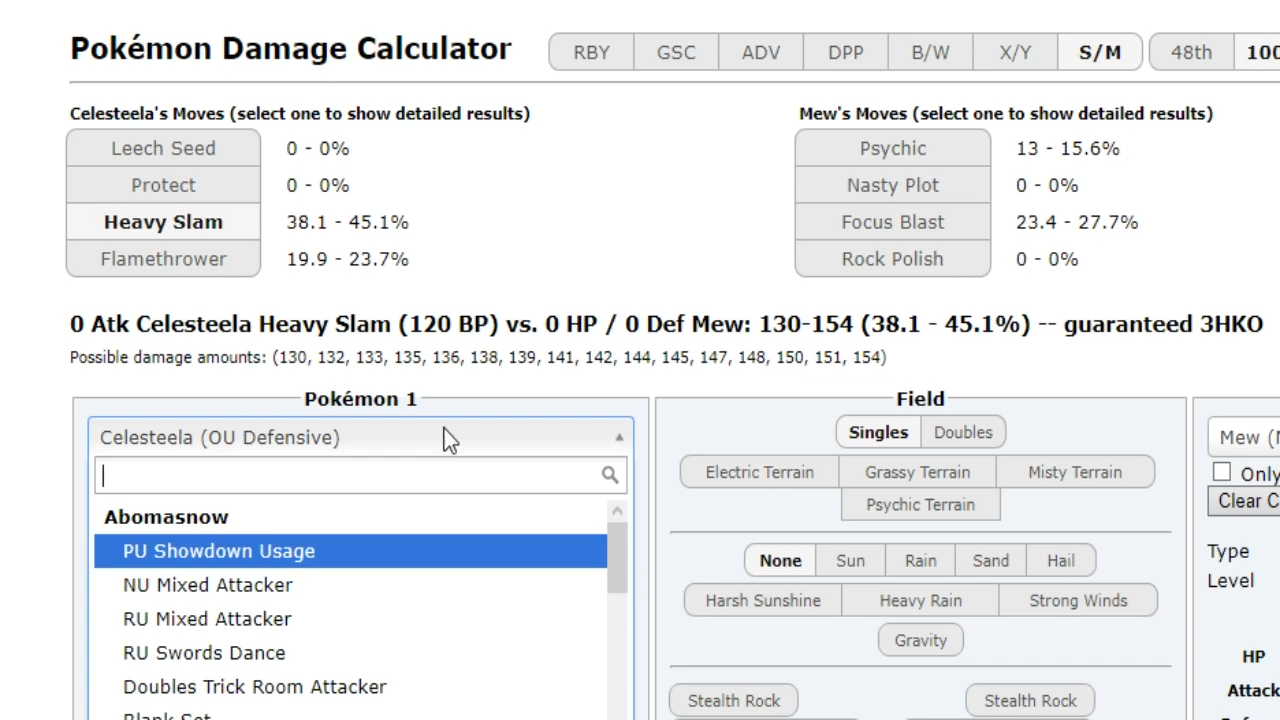 Pokémon Damage Calculator
RBY GSC ADV DPP B/W X/Y S/M 48th 100
Celesteela's Moves (select one to show detailed results)
Leech Seed 0 - 0%
Protect 0 - 0%
Heavy Slam 38.1 - 45.1%
Flamethrower 19.9 - 23.7%
Mew's Moves (select one to show detailed results)
Psychic 13 - 15.6%
Nasty Plot 0 - 0%
Focus Blast 23.4 - 27.7%
Rock Polish 0 - 0%
0 Atk Celesteela Heavy Slam (120 BP) vs. 0 HP / 0 Def Mew: 130-154 (38.1 - 45.1%) -- guaranteed 3HKO
Possible damage amounts: (130, 132, 133, 135, 136, 138, 139, 141, 142, 144, 145, 147, 148, 150, 151, 154)
Pokémon 1
Celesteela (OU Defensive)
Abomasnow
PU Showdown Usage
NU Mixed Attacker
RU Mixed Attacker
RU Swords Dance
Doubles Trick Room Attacker
Blank Set
Field
Singles Doubles
Electric Terrain Grassy Terrain Misty Terrain
Psychic Terrain
None Sun Rain Sand Hail
Harsh Sunshine Heavy Rain Strong Winds
Gravity
Stealth Rock Stealth Rock
Mew (
Only
Clear C
Type
Level
HP
Attack